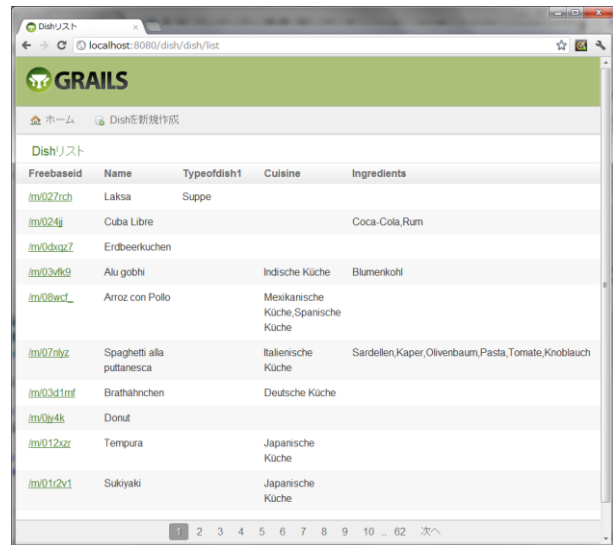 Dishリスト
localhost:8080/dish/dish/list
GRAILS
ホーム Dishを新規作成
Dishリスト
Freebaseid Name Typeofdish1 Cuisine Ingredients
/m/027rch Laksa Suppe
/m/024jj Cuba Libre Coca-Cola,Rum
/m/0dxqz7 Erdbeerkuchen
/m/03vfk9 Alu gobhi Indische Küche Blumenkohl
/m/08wcf_ Arroz con Pollo Mexikanische
Küche,Spanische
Küche
/m/07nlyz Spaghetti alla Italienische Sardellen,Kaper,Olivenbaum,Pasta,Tomate,Knoblauch
puttanesca Küche
/m/03d1mf Brathähnchen Deutsche Küche
/m/0jy4k Donut
/m/012xzr Tempura Japanische
Küche
/m/01r2v1 Sukiyaki Japanische
Küche
1 2 3 4 5 6 7 8 9 10 .. 62 次へ